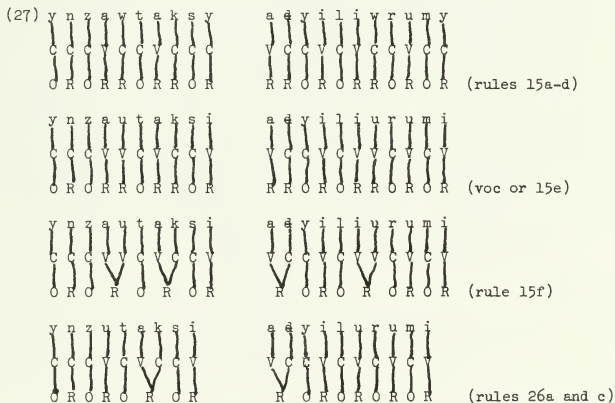 (27) y n z a w t a k s y a d y i l i w r u m y
C C C V C C V C C C V C C V C V C C V C C
O R O R R O R R O R R R O R O R R O R O R (rules 15a-d)
y n z a u t a k s i a d y i l i u r u m i
C C C V V C V C C V V C C V C V V C V C V
O R O R R O R R O R R R O R O R R O R O R (voc or 15e)
y n z a u t a k s i a d y i l i u r u m i
C C C V V C V C C V V C C V C V V C V C V
O R O R O R O R R O R O R O R O R (rule 15f)
y n z u t a k s i a d y i l u r u m i
C C C V C V C C V V C C V C V C V C V
O R O R O R O R R O R O R O R O R (rules 26a and c)